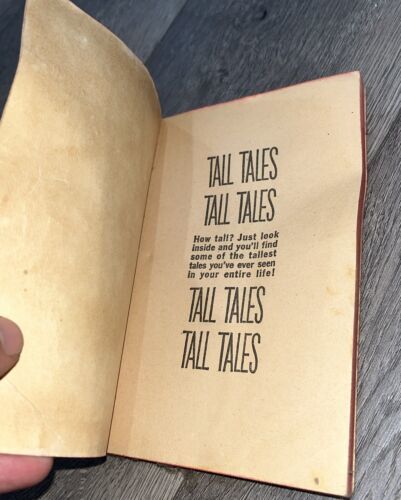 TALL TALES
TALL TALES
How tall? Just look
inside and you'll find
some of the tallest
tales you've ever seen
in your entire life!
TALL TALES
TALL TALES